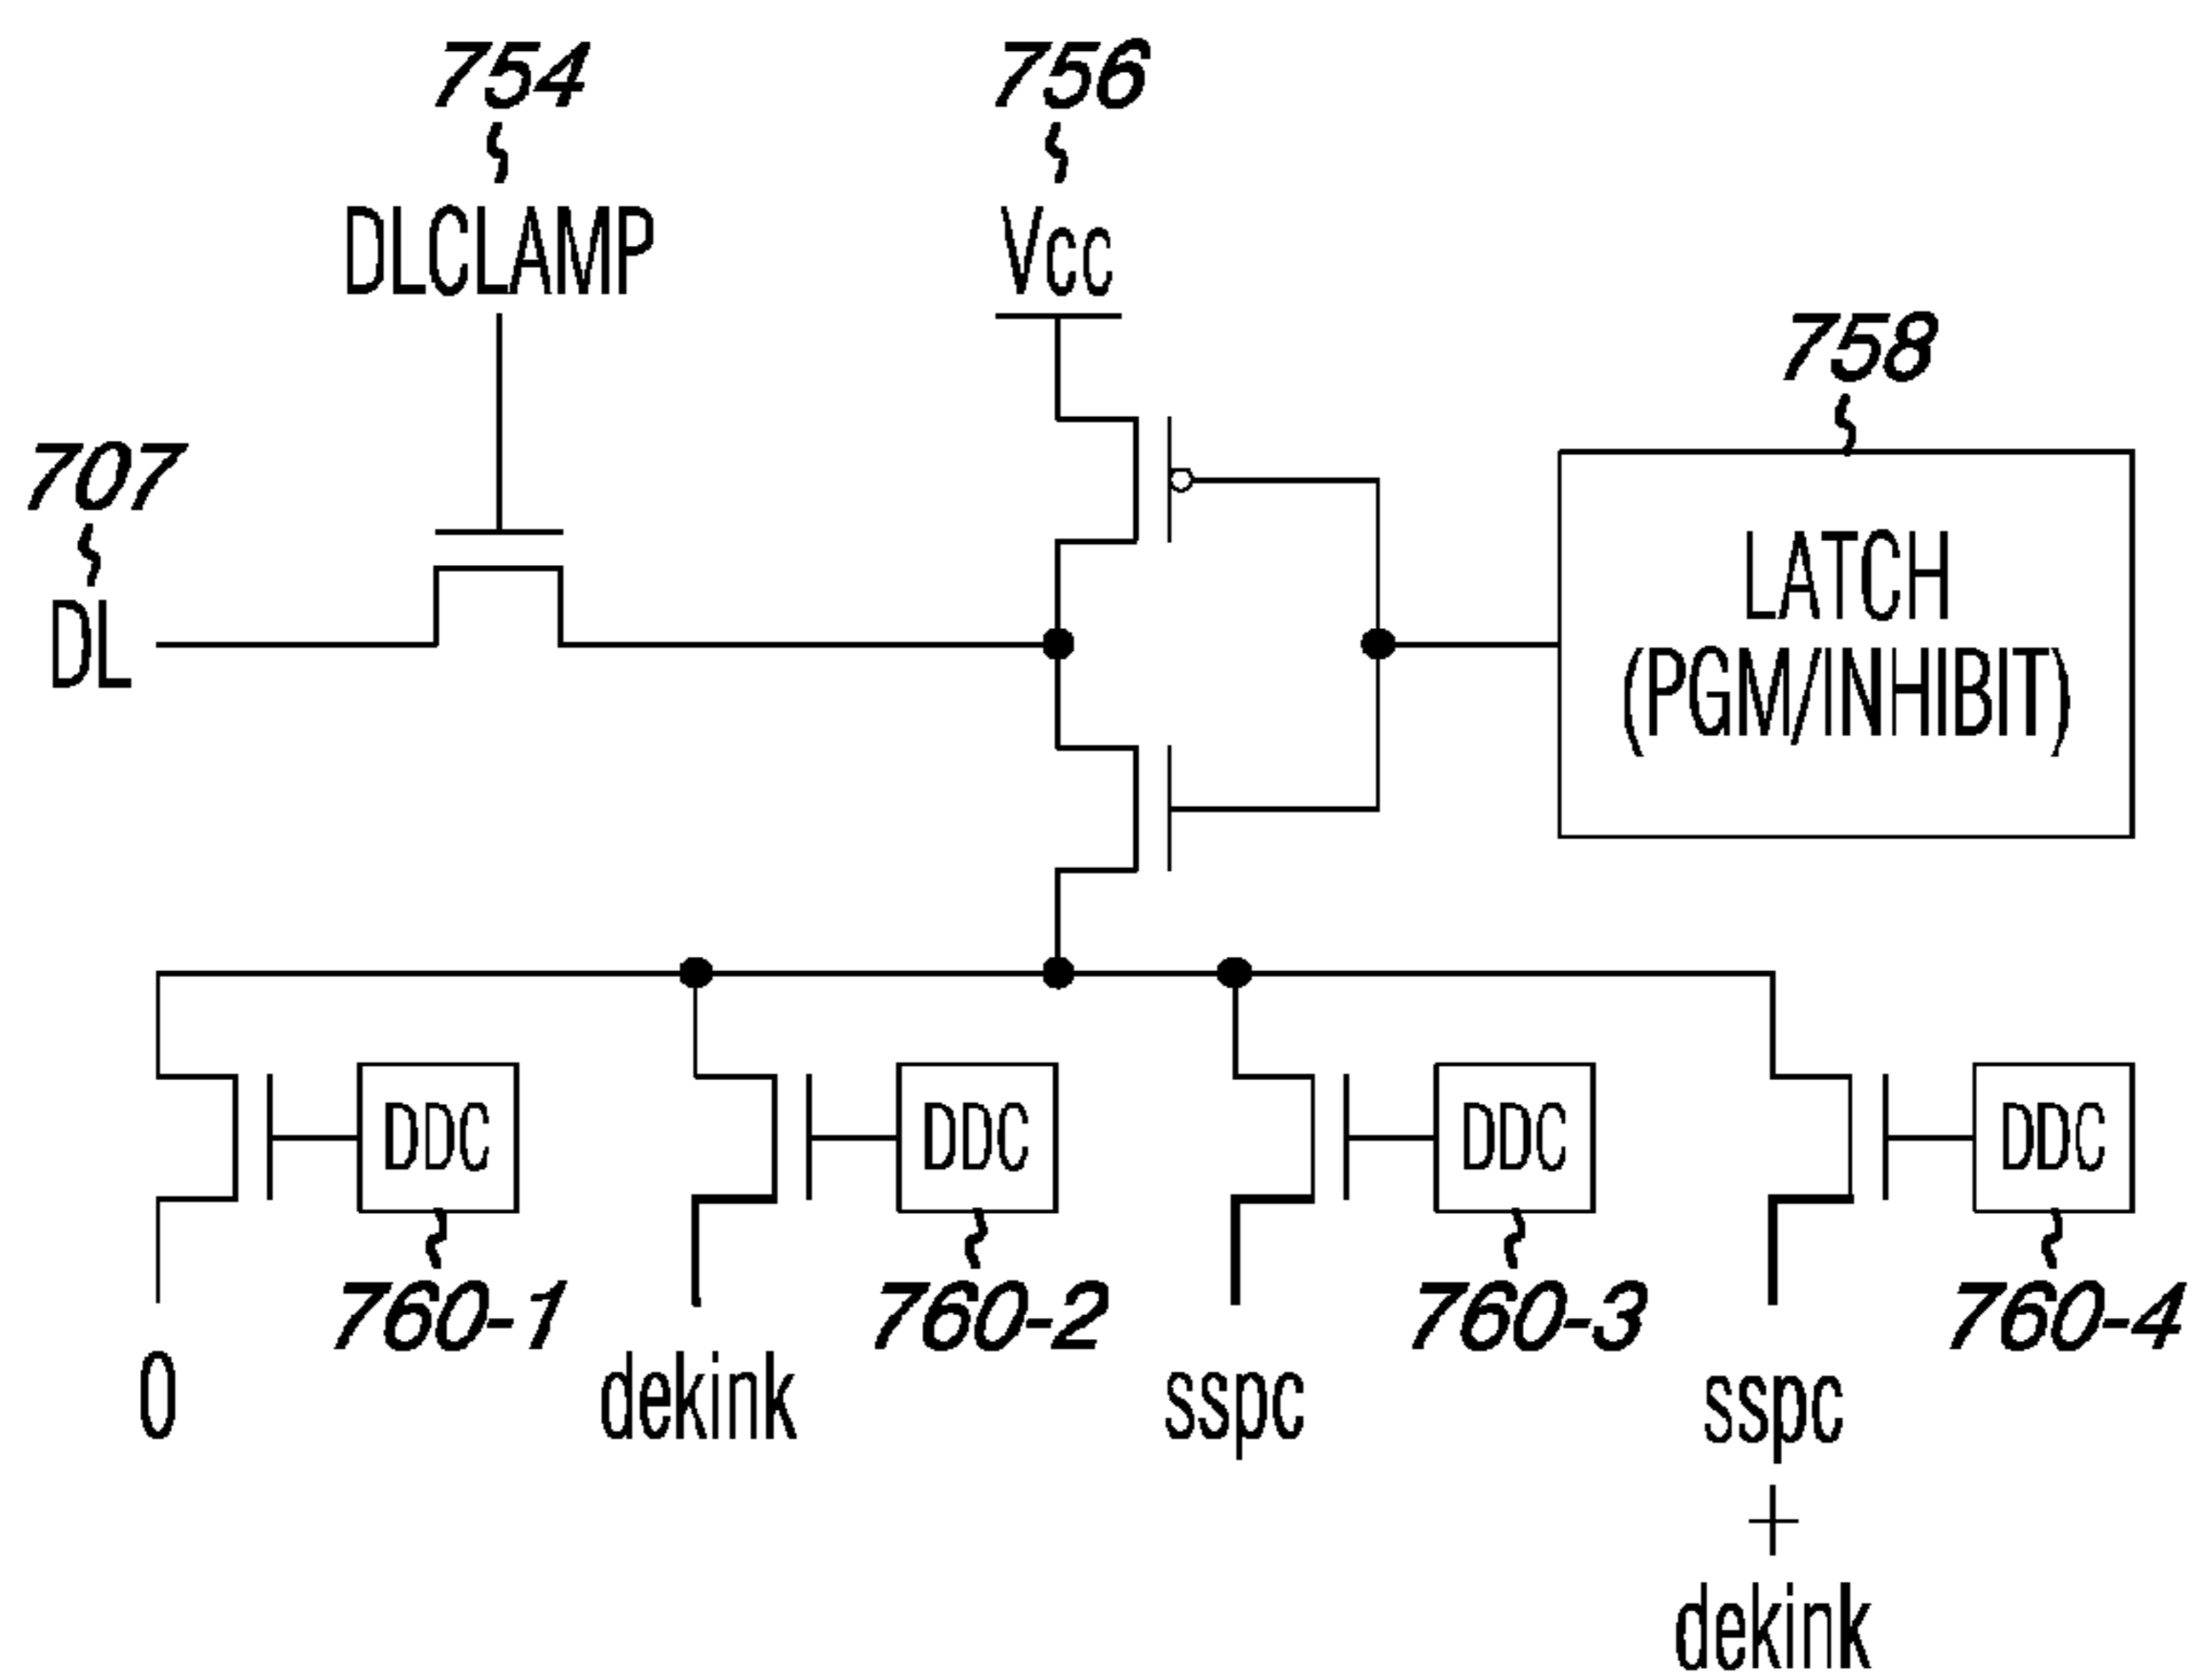 754
756
DLCLAMP
Vcc
758
707
DL
LATCH
(PGM/INHIBIT)
DDC
DDC
DDC
DDC
760-1
760-2
760-3
760-4
0
dekink
sspc
sspc
+
dekink